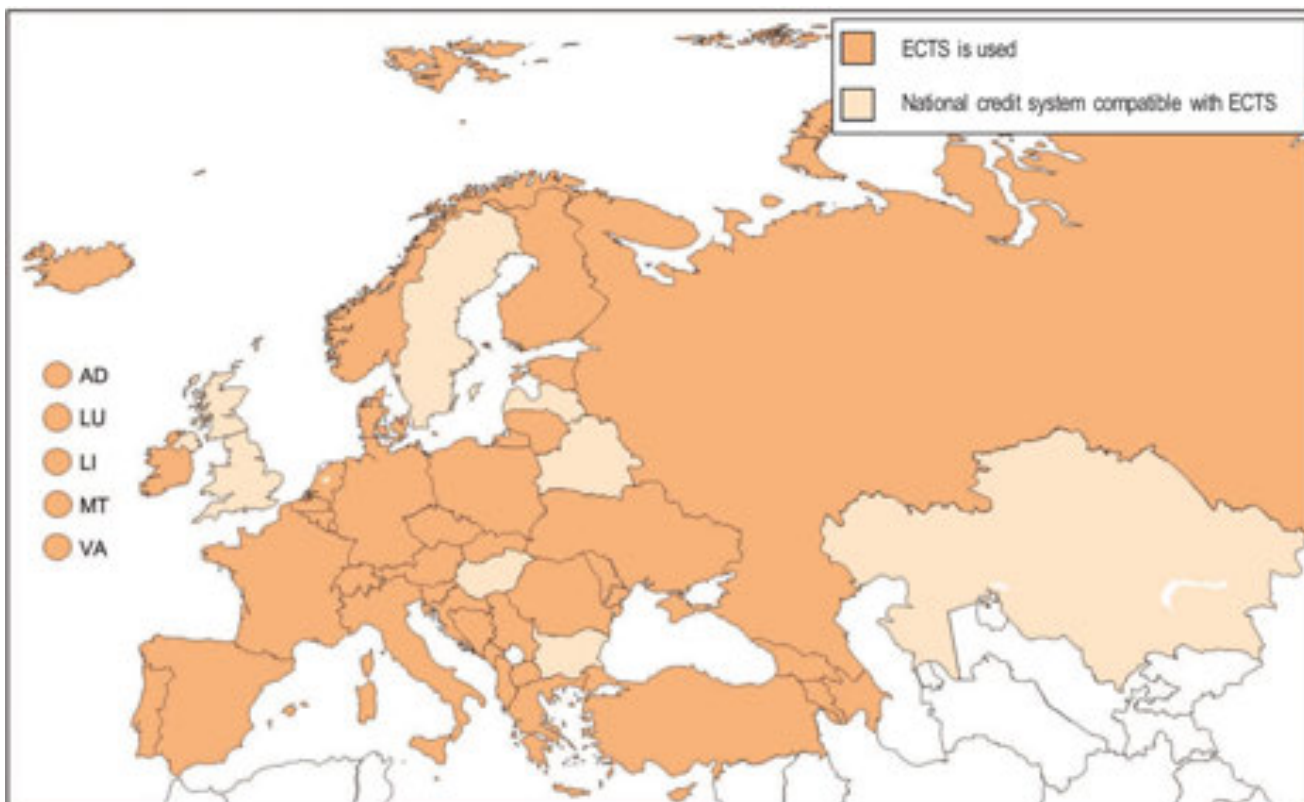 ECTS is used
National credit system compatible with ECTS
AD
LU
LI
MT
VA